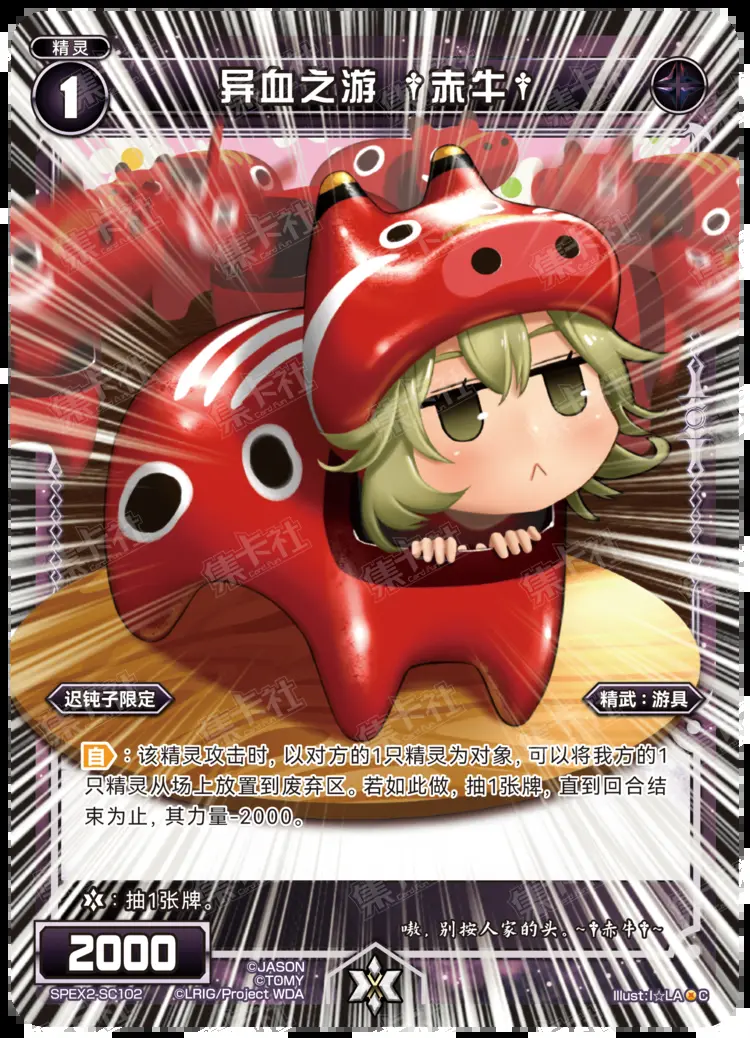 精灵
1
异血之游 †赤牛†
迟钝子限定
精武：游具
自：该精灵攻击时，以对方的1只精灵为对象，可以将我方的1
只精灵从场上放置到废弃区。若如此做，抽1张牌，直到回合结
束为止，其力量-2000。
：抽1张牌。
嗷，别按人家的头。~†赤牛†~
2000
©JASON
©TOMY
SPEX2-SC102 ©LRIG/Project WDA
Illust:I☆LA C
集卡社